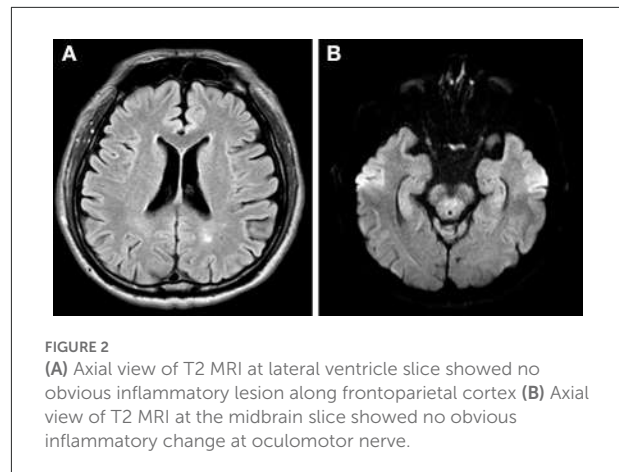 A
B
FIGURE 2
(A) Axial view of T2 MRI at lateral ventricle slice showed no
obvious inflammatory lesion along frontoparietal cortex (B) Axial
view of T2 MRI at the midbrain slice showed no obvious
inflammatory change at oculomotor nerve.